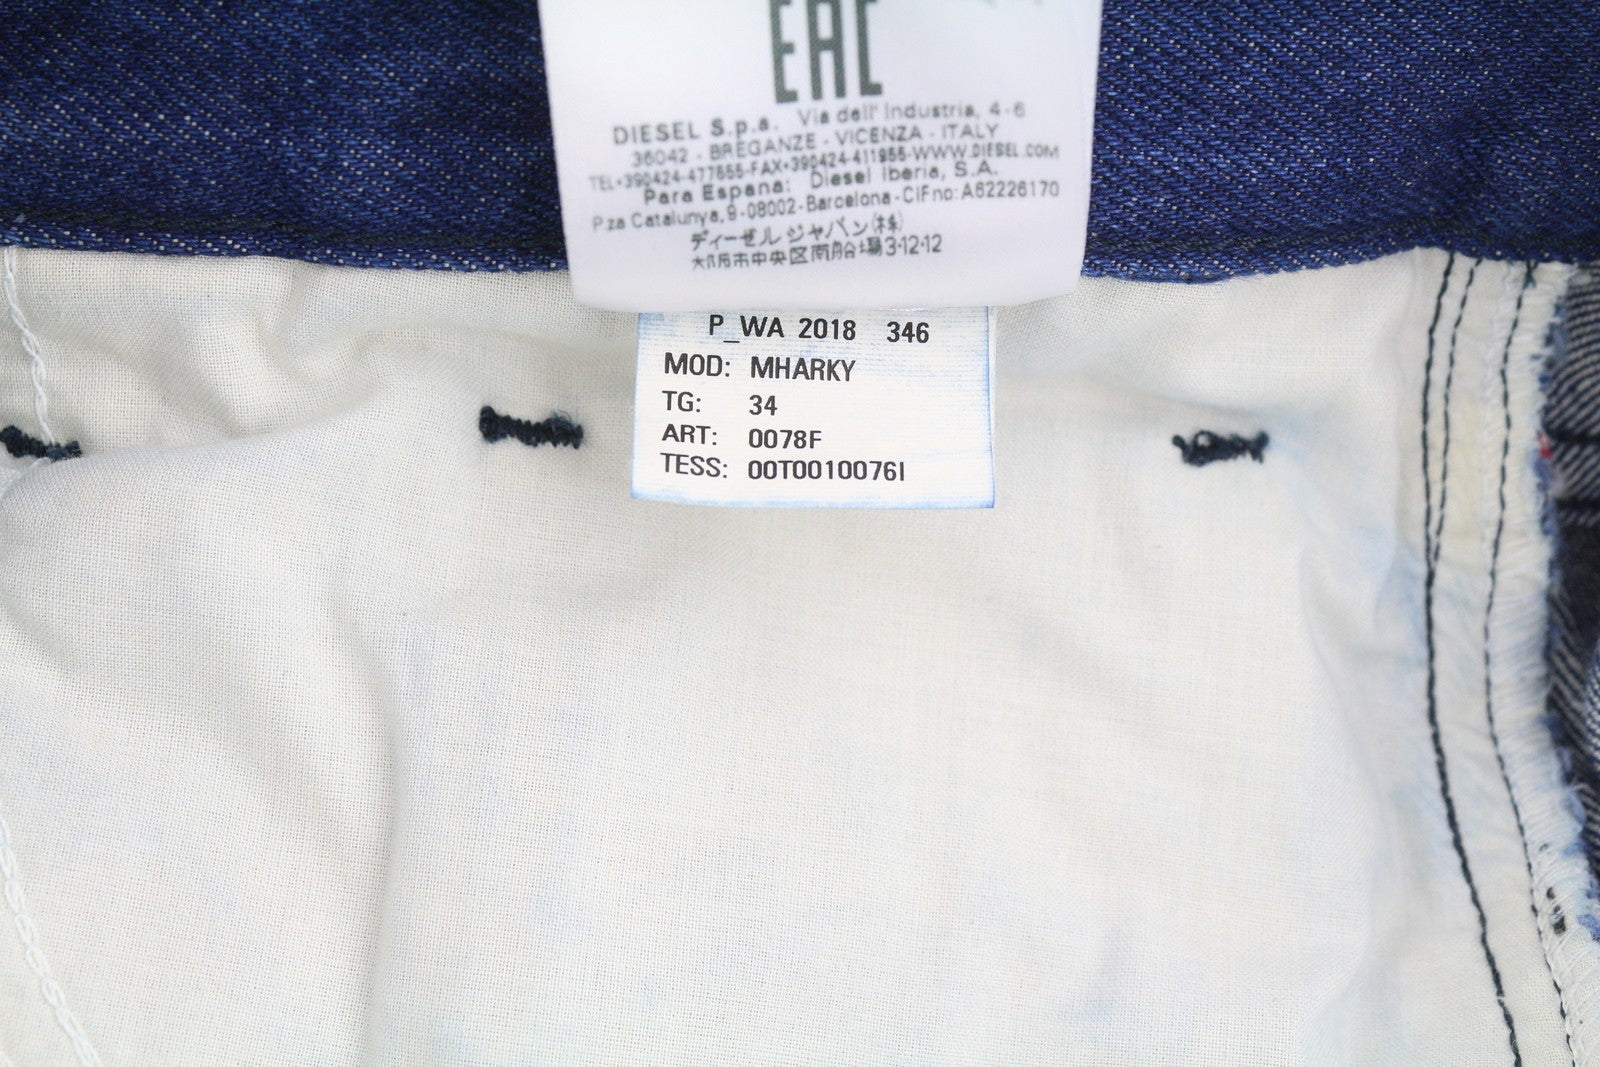 EAC
DIESEL S.p.a. Via dell' Industria, 4-6
36042 - BREGANZE - VICENZA - ITALY
TEL+390424-477655-FAX+390424-411955-WWW.DIESEL.COM
Para Espana: Diesel Iberia, S.A.
P.za Catalunya, 9-08002-Barcelona-CIF no: A62226170
ディーゼルジャパン(株)
大阪市中央区南船場3-12-12
P_WA 2018 346
MOD: MHARKY
TG: 34
ART: 0078F
TESS: 00T0010076I